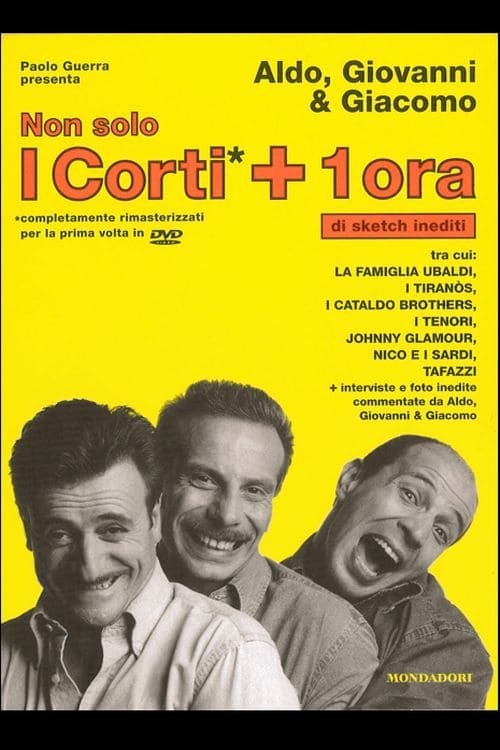 Paolo Guerra
presenta
Aldo, Giovanni
& Giacomo
Non solo
I Corti* + 1 ora
*completamente rimasterizzati
per la prima volta in DVD
VIDEO
di sketch inediti
tra cui:
LA FAMIGLIA UBALDI,
I TIRANÒS,
I CATALDO BROTHERS,
I TENORI,
JOHNNY GLAMOUR,
NICO E I SARDI,
TAFAZZI
+ interviste e foto inedite
commentate da Aldo,
Giovanni & Giacomo
MONDADORI